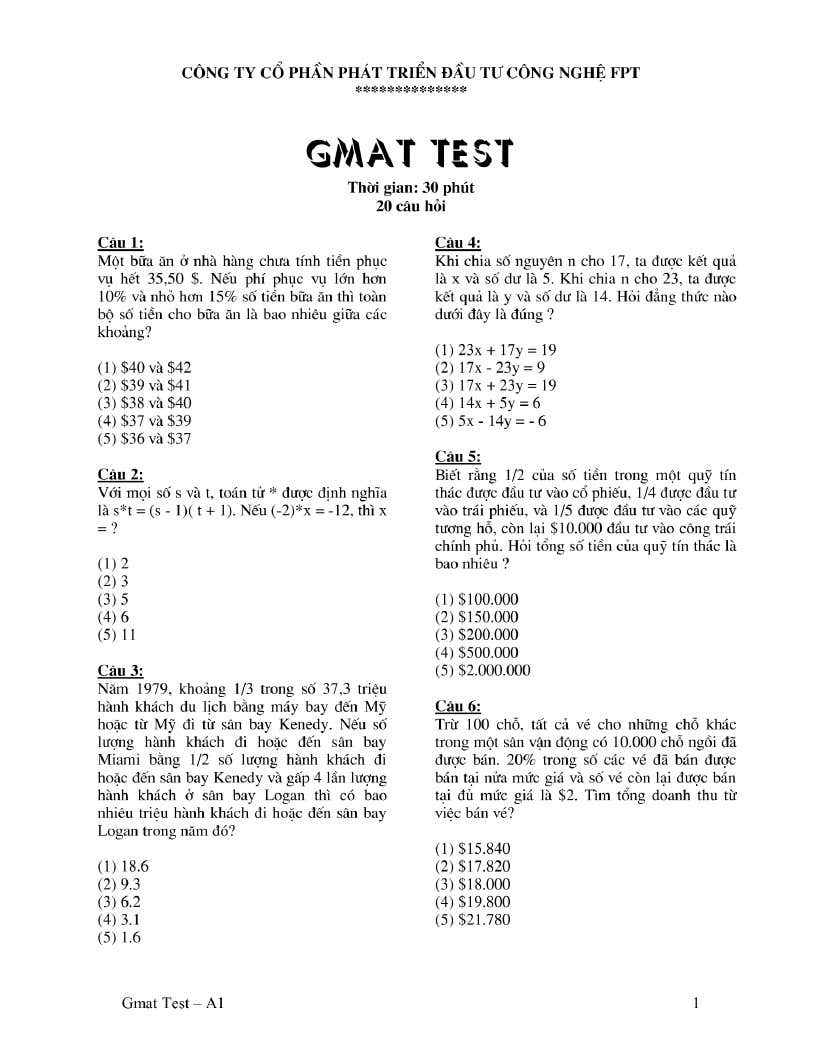 CÔNG TY CỔ PHẦN PHÁT TRIỂN ĐẦU TƯ CÔNG NGHỆ FPT
**************
GMAT TEST
Thời gian: 30 phút
20 câu hỏi
Câu 1:
Một bữa ăn ở nhà hàng chưa tính tiền phục
vụ hết 35,50 $. Nếu phí phục vụ lớn hơn
10% và nhỏ hơn 15% số tiền bữa ăn thì toàn
bộ số tiền cho bữa ăn là bao nhiêu giữa các
khoảng?
(1) $40 và $42
(2) $39 và $41
(3) $38 và $40
(4) $37 và $39
(5) $36 và $37
Câu 2:
Với mọi số s và t, toán tử * được định nghĩa
là s*t = (s - 1)( t + 1). Nếu (-2)*x = -12, thì x
= ?
(1) 2
(2) 3
(3) 5
(4) 6
(5) 11
Câu 3:
Năm 1979, khoảng 1/3 trong số 37,3 triệu
hành khách du lịch bằng máy bay đến Mỹ
hoặc từ Mỹ đi từ sân bay Kenedy. Nếu số
lượng hành khách đi hoặc đến sân bay
Miami bằng 1/2 số lượng hành khách đi
hoặc đến sân bay Kenedy và gấp 4 lần lượng
hành khách ở sân bay Logan thì có bao
nhiêu triệu hành khách đi hoặc đến sân bay
Logan trong năm đó?
(1) 18.6
(2) 9.3
(3) 6.2
(4) 3.1
(5) 1.6
Câu 4:
Khi chia số nguyên n cho 17, ta được kết quả
là x và số dư là 5. Khi chia n cho 23, ta được
kết quả là y và số dư là 14. Hỏi đẳng thức nào
dưới đây là đúng ?
(1) 23x + 17y = 19
(2) 17x - 23y = 9
(3) 17x + 23y = 19
(4) 14x + 5y = 6
(5) 5x - 14y = - 6
Câu 5:
Biết rằng 1/2 của số tiền trong một quỹ tín
thác được đầu tư vào cổ phiếu, 1/4 được đầu tư
vào trái phiếu, và 1/5 được đầu tư vào các quỹ
tương hỗ, còn lại $10.000 đầu tư vào công trái
chính phủ. Hỏi tổng số tiền của quỹ tín thác là
bao nhiêu ?
(1) $100.000
(2) $150.000
(3) $200.000
(4) $500.000
(5) $2.000.000
Câu 6:
Trừ 100 chỗ, tất cả vé cho những chỗ khác
trong một sân vận động có 10.000 chỗ ngồi đã
được bán. 20% trong số các vé đã bán được
bán tại nửa mức giá và số vé còn lại được bán
tại đủ mức giá là $2. Tìm tổng doanh thu từ
việc bán vé?
(1) $15.840
(2) $17.820
(3) $18.000
(4) $19.800
(5) $21.780
Gmat Test – A1
1